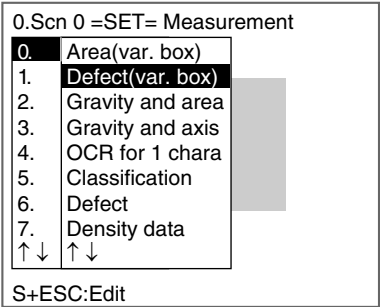 0.Scn 0 =SET= Measurement
0. Area(var. box)
1. Defect(var. box)
2. Gravity and area
3. Gravity and axis
4. OCR for 1 chara
5. Classification
6. Defect
7. Density data
↑↓ ↑↓
S+ESC:Edit